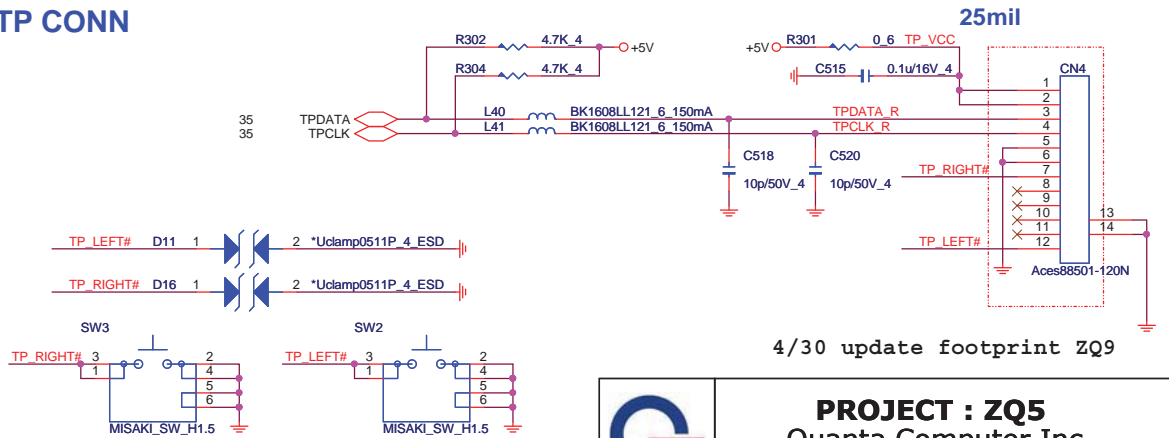 TP CONN
25mil
R302 4.7K_4 +5V
+5V R301 0_6 TP_VCC
R304 4.7K_4
C515 0.1u/16V_4
CN4
1
2
35 TPDATA L40 BK1608LL121_6_150mA TPDATA_R 3
35 TPCLK L41 BK1608LL121_6_150mA TPCLK_R 4
5
6
C518 C520
TP_RIGHT# 7
10p/50V_4 10p/50V_4
8
9
10
11
13
14
TP_LEFT# 12
TP_LEFT# D11 1 2 *Uclamp0511P_4_ESD
Aces88501-120N
TP_RIGHT# D16 1 2 *Uclamp0511P_4_ESD
SW3 SW2
TP_RIGHT# 3 2 TP_LEFT# 3 2
1 4 1 4
5 5
6 6
MISAKI_SW_H1.5 MISAKI_SW_H1.5
4/30 update footprint ZQ9
PROJECT : ZQ5
Quanta Computer Inc